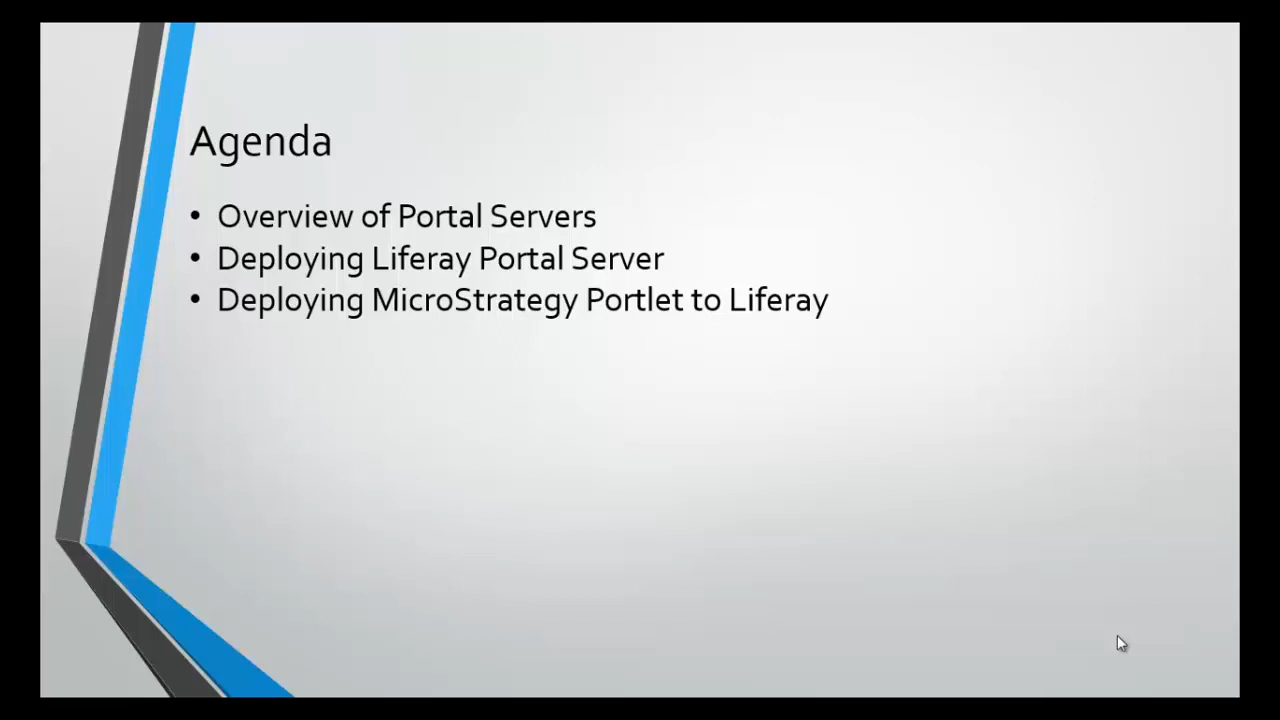 Agenda
• Overview of Portal Servers
• Deploying Liferay Portal Server
• Deploying MicroStrategy Portlet to Liferay